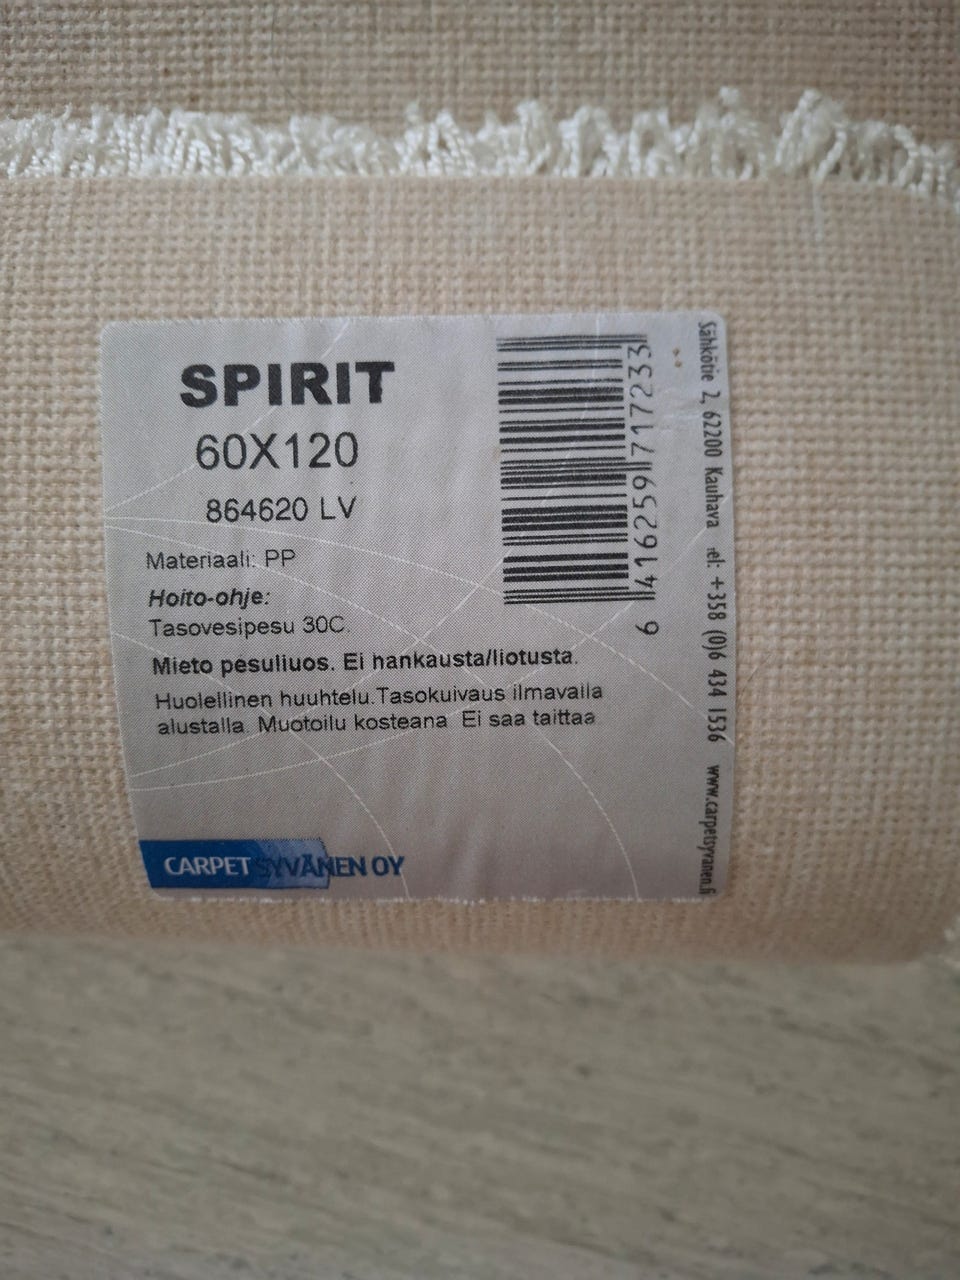 SPIRIT
60X120
864620 LV
Materiaali: PP
Hoito-ohje:
Tasovesipesu 30C.
Mieto pesuliuos. Ei hankausta/liotusta.
Huolellinen huuhtelu.Tasokuivaus ilmavalla
alustalla. Muotoilu kosteana Ei saa taittaa
CARPET SYVÄNEN OY
6 416259 717233
Sähkötie 2, 62200 Kauhava tel: +358 (0)6 434 1536 www.carpetsyvanen.fi